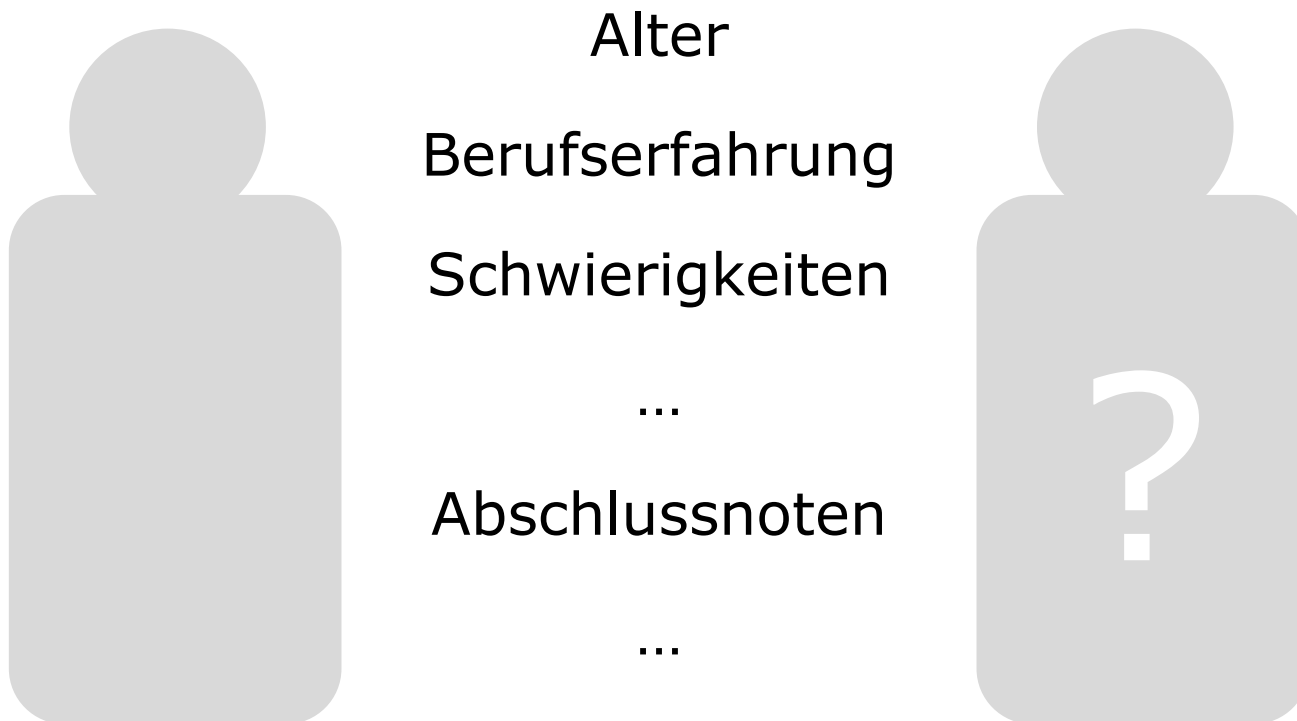 Alter
Berufserfahrung
Schwierigkeiten
...
Abschlussnoten
...
?